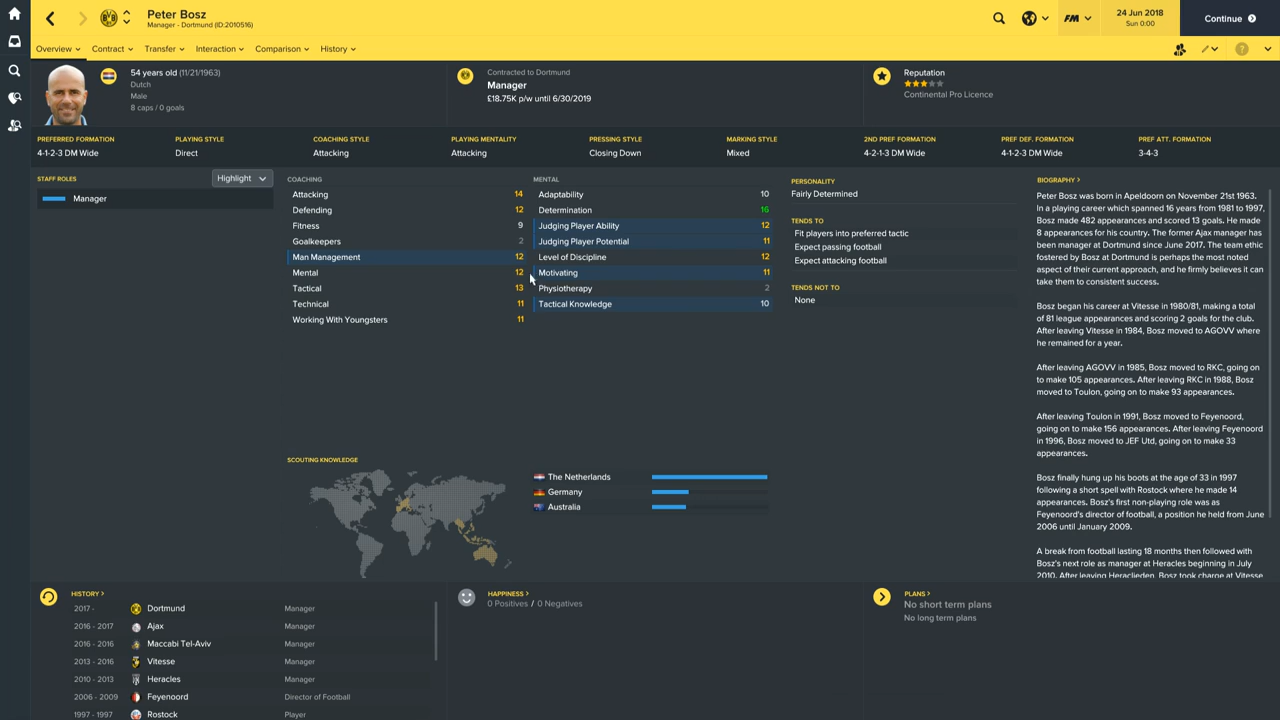 Peter Bosz
Manager - Dortmund (ID:2010516)
FM
24 Jun 2018
Sun 0:00
Continue
Overview
Contract
Transfer
Interaction
Comparison
History
54 years old (11/21/1963)
Dutch
Male
8 caps / 0 goals
Contracted to Dortmund
Manager
£18.75K p/w until 6/30/2019
Reputation
Continental Pro Licence
PREFERRED FORMATION
4-1-2-3 DM Wide
PLAYING STYLE
Direct
COACHING STYLE
Attacking
PLAYING MENTALITY
Attacking
PRESSING STYLE
Closing Down
MARKING STYLE
Mixed
2ND PREF FORMATION
4-2-1-3 DM Wide
PREF DEF. FORMATION
4-1-2-3 DM Wide
PREF ATT. FORMATION
3-4-3
STAFF ROLES
Highlight
Manager
COACHING
Attacking 14
Defending 12
Fitness 9
Goalkeepers 2
Man Management 12
Mental 12
Tactical 13
Technical 11
Working With Youngsters 11
MENTAL
Adaptability 10
Determination 16
Judging Player Ability 12
Judging Player Potential 11
Level of Discipline 12
Motivating 11
Physiotherapy 2
Tactical Knowledge 10
PERSONALITY
Fairly Determined
TENDS TO
Fit players into preferred tactic
Expect passing football
Expect attacking football
TENDS NOT TO
None
BIOGRAPHY >
Peter Bosz was born in Apeldoorn on November 21st 1963.
In a playing career which spanned 16 years from 1981 to 1997,
Bosz made 482 appearances and scored 13 goals. He made
8 appearances for his country. The former Ajax manager has
been manager at Dortmund since June 2017. The team ethic
fostered by Bosz at Dortmund is perhaps the most noted
aspect of their current approach, and he firmly believes it can
take them to consistent success.
Bosz began his career at Vitesse in 1980/81, making a total
of 81 league appearances and scoring 2 goals for the club.
After leaving Vitesse in 1984, Bosz moved to AGOVV where
he remained for a year.
After leaving AGOVV in 1985, Bosz moved to RKC, going on
to make 105 appearances. After leaving RKC in 1988, Bosz
moved to Toulon, going on to make 93 appearances.
After leaving Toulon in 1991, Bosz moved to Feyenoord,
going on to make 156 appearances. After leaving Feyenoord
in 1996, Bosz moved to JEF Utd, going on to make 33
appearances.
Bosz finally hung up his boots at the age of 33 in 1997
following a short spell with Rostock where he made 14
appearances. Bosz's first non-playing role was as
Feyenoord's director of football, a position he held from June
2006 until January 2009.
A break from football lasting 18 months then followed with
Bosz's next role as manager at Heracles beginning in July
2010. After leaving Heraclieden, Bosz took charge at Vitesse
SCOUTING KNOWLEDGE
The Netherlands
Germany
Australia
HISTORY >
2017 - Dortmund Manager
2016 - 2017 Ajax Manager
2016 - 2016 Maccabi Tel-Aviv Manager
2013 - 2016 Vitesse Manager
2010 - 2013 Heracles Manager
2006 - 2009 Feyenoord Director of Football
1997 - 1997 Rostock Player
HAPPINESS >
0 Positives / 0 Negatives
PLANS >
No short term plans
No long term plans